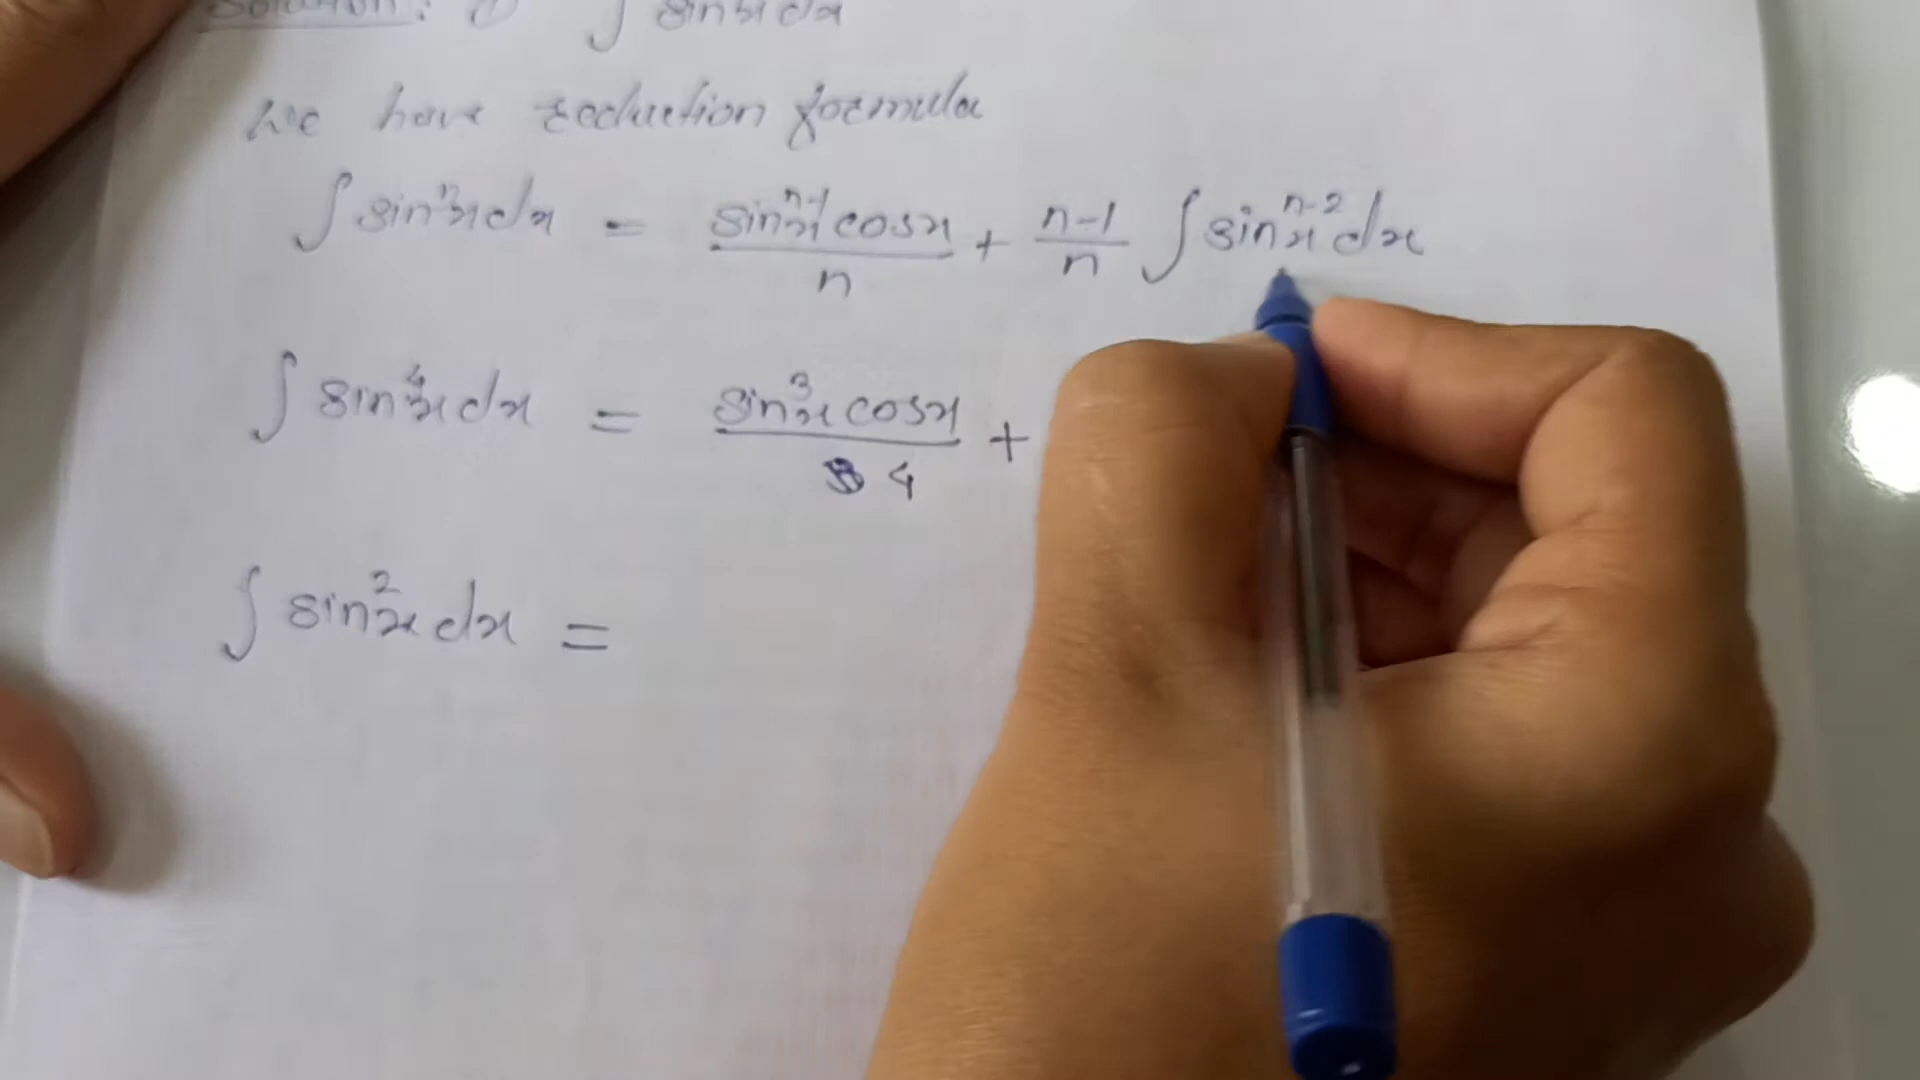 Solution: ① ∫ sin⁴x dx
We have reduction formula
∫ sinⁿx dx = sinⁿ⁻¹x cosx / n + n-1 / n ∫ sinⁿ⁻²x dx
∫ sin⁴x dx = sin³x cosx / 4 +
∫ sin²x dx =